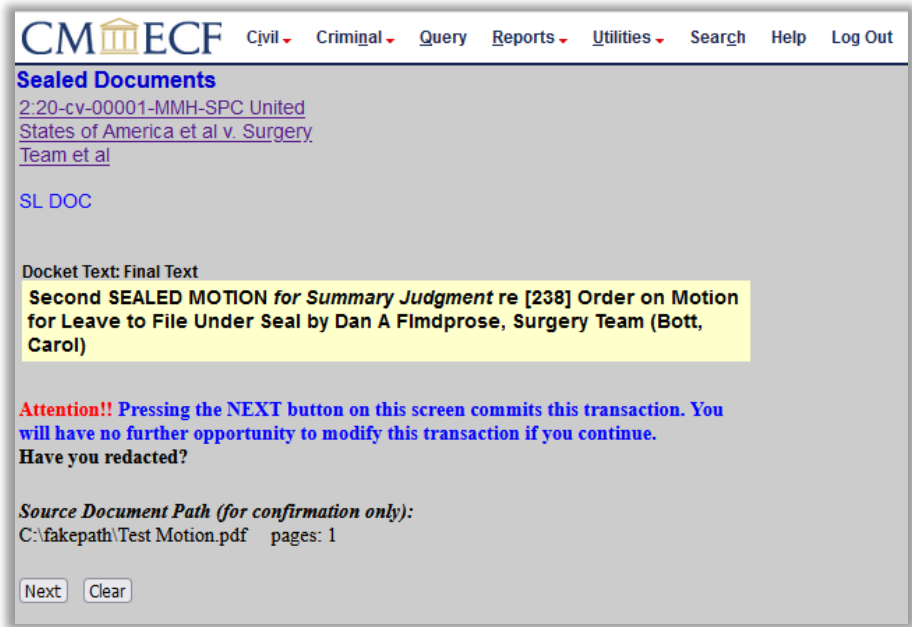 CM ECF Civil Criminal Query Reports Utilities Search Help Log Out
Sealed Documents
2:20-cv-00001-MMH-SPC United
States of America et al v. Surgery
Team et al
SL DOC
Docket Text: Final Text
Second SEALED MOTION for Summary Judgment re [238] Order on Motion
for Leave to File Under Seal by Dan A Flmdprose, Surgery Team (Bott,
Carol)
Attention!! Pressing the NEXT button on this screen commits this transaction. You
will have no further opportunity to modify this transaction if you continue.
Have you redacted?
Source Document Path (for confirmation only):
C:\fakepath\Test Motion.pdf pages: 1
Next Clear